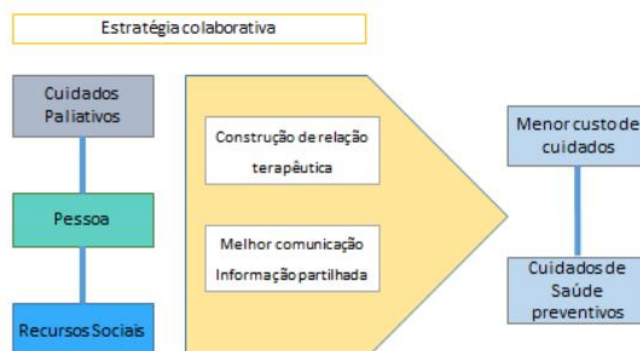 Estratégia colaborativa
Cuidados
Paliativos
Pessoa
Recursos Sociais
Construção de relação
terapêutica
Melhor comunicação
Informação partilhada
Menor custo de
cuidados
Cuidados de
Saúde
preventivos